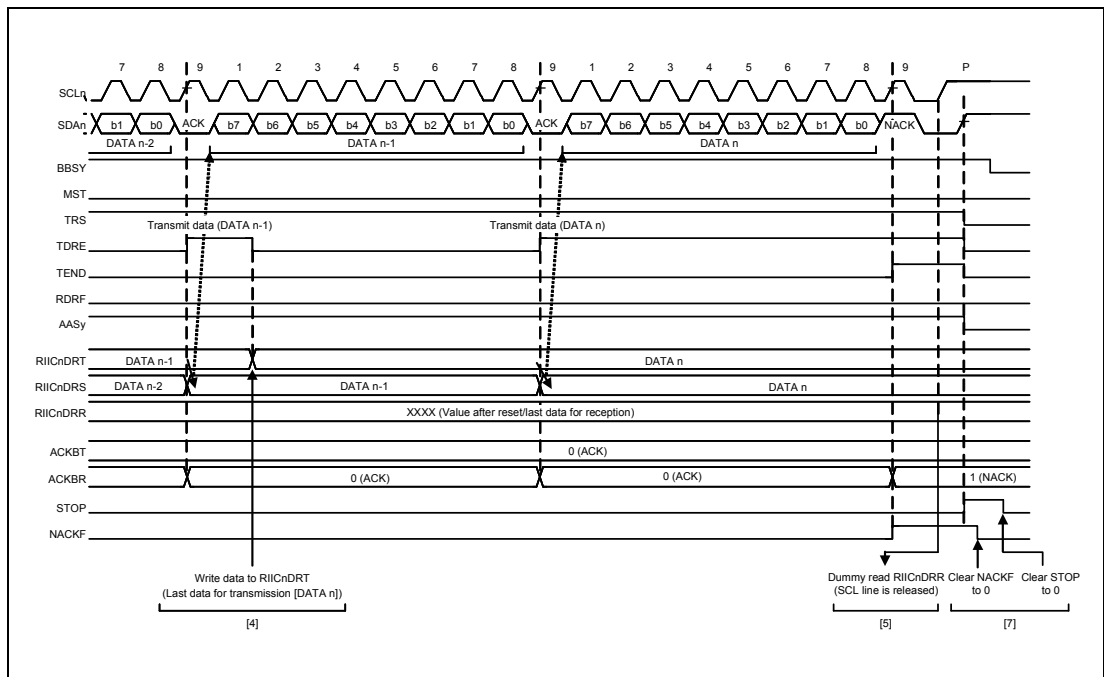 7 8 9 1 2 3 4 5 6 7 8 9 1 2 3 4 5 6 7 8 9 P
SCLn
SDAn b1 b0 ACK b7 b6 b5 b4 b3 b2 b1 b0 ACK b7 b6 b5 b4 b3 b2 b1 b0 NACK
DATA n-2 DATA n-1 DATA n
BBSY
MST
TRS
Transmit data (DATA n-1) Transmit data (DATA n)
TDRE
TEND
RDRF
AASy
RIICnDRT DATA n-1 DATA n
RIICnDRS DATA n-2 DATA n-1 DATA n
RIICnDRR XXXX (Value after reset/last data for reception)
ACKBT 0 (ACK)
ACKBR 0 (ACK) 0 (ACK) 1 (NACK)
STOP
NACKF
Write data to RIICnDRT
(Last data for transmission [DATA n])
[4]
Dummy read RIICnDRR
(SCL line is released)
[5]
Clear NACKF
to 0
Clear STOP
to 0
[7]